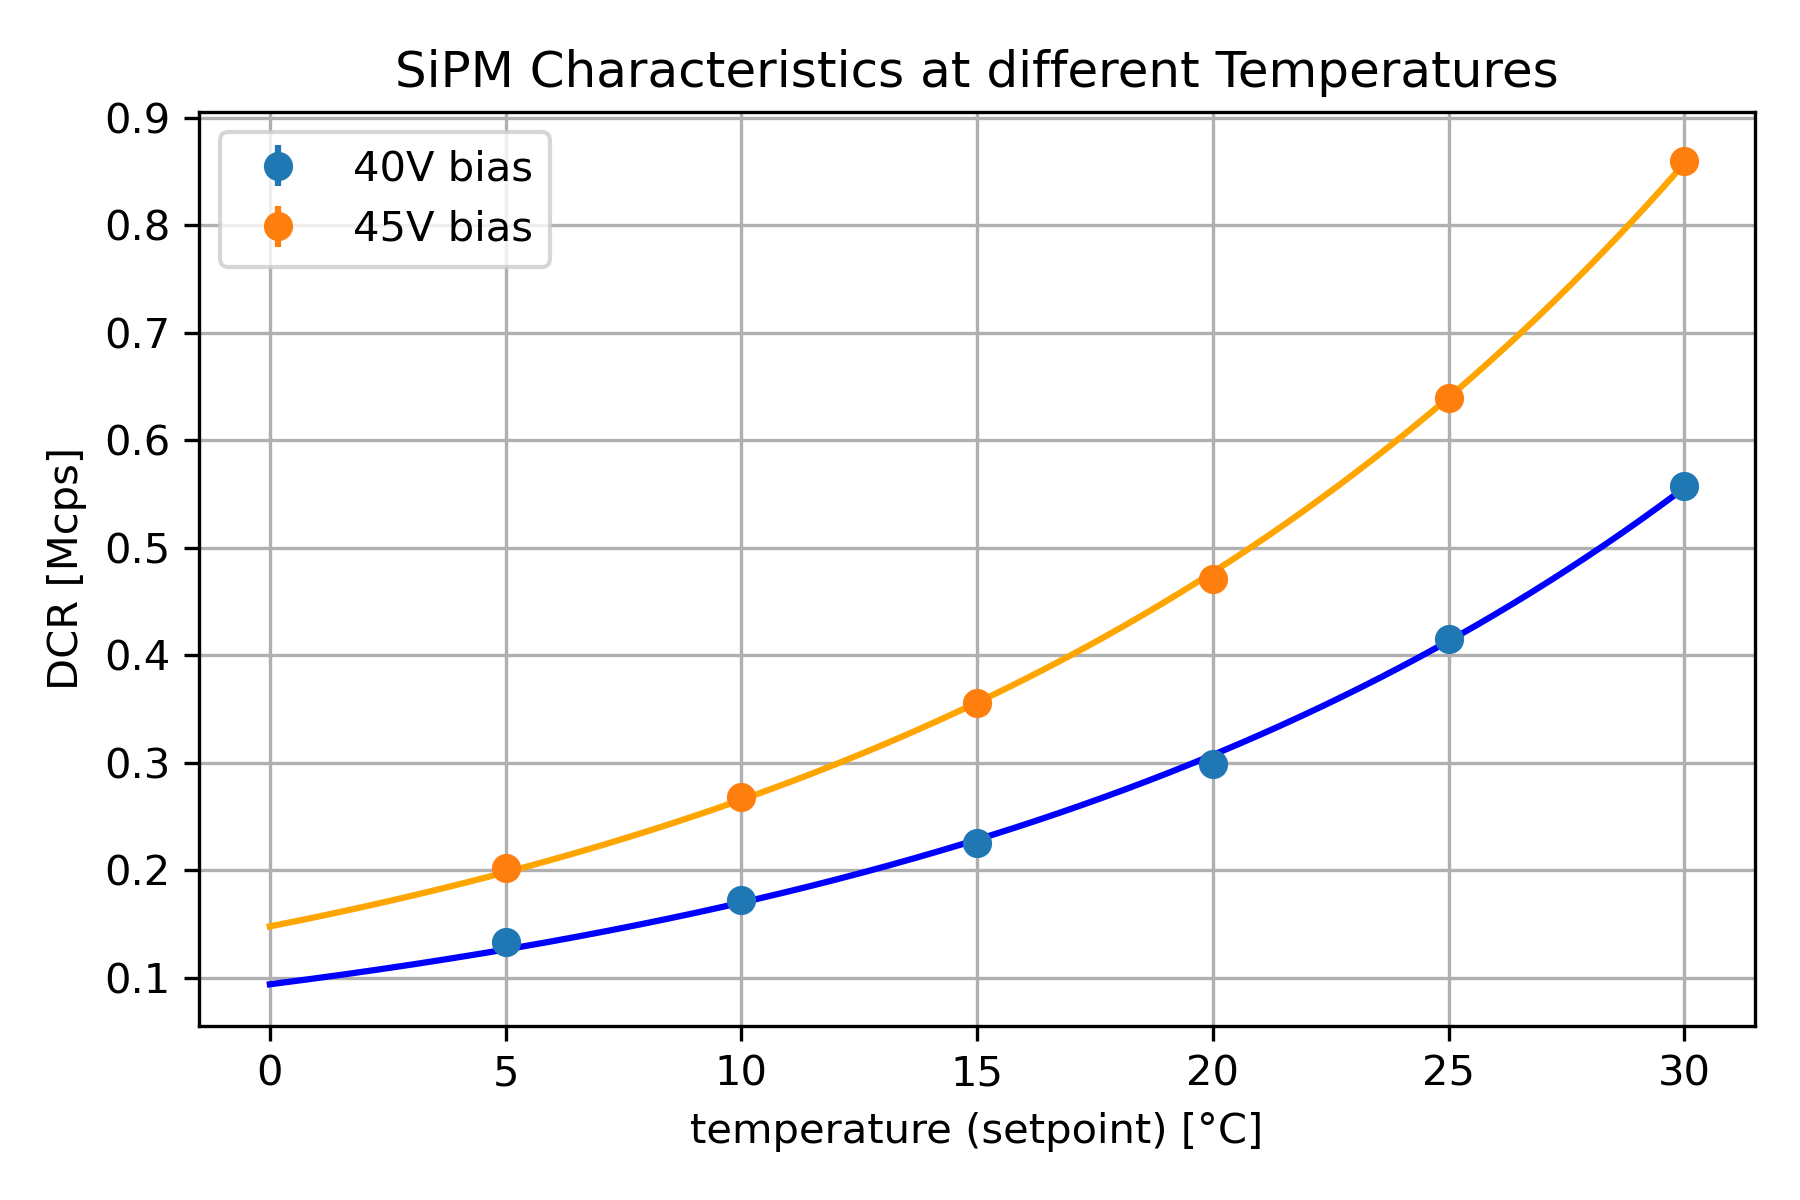 SiPM Characteristics at different Temperatures
0.9
0.8
0.7
0.6
0.5
0.4
0.3
0.2
0.1
DCR [Mcps]
40V bias
45V bias
0 5 10 15 20 25 30
temperature (setpoint) [°C]